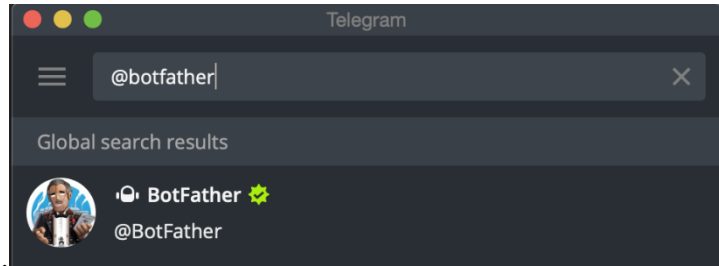 Telegram
@botfather
Global search results
BotFather
@BotFather